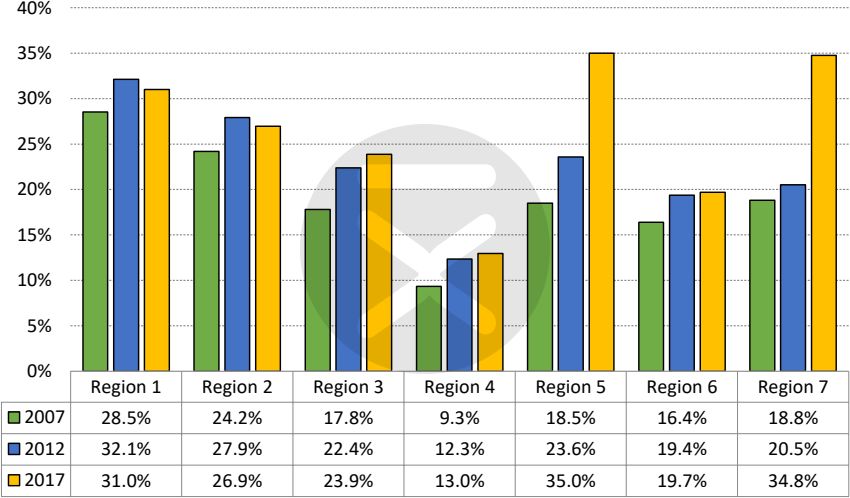 40%
35%
30%
25%
20%
15%
10%
5%
0%
Region 1 Region 2 Region 3 Region 4 Region 5 Region 6 Region 7
2007 28.5% 24.2% 17.8% 9.3% 18.5% 16.4% 18.8%
2012 32.1% 27.9% 22.4% 12.3% 23.6% 19.4% 20.5%
2017 31.0% 26.9% 23.9% 13.0% 35.0% 19.7% 34.8%